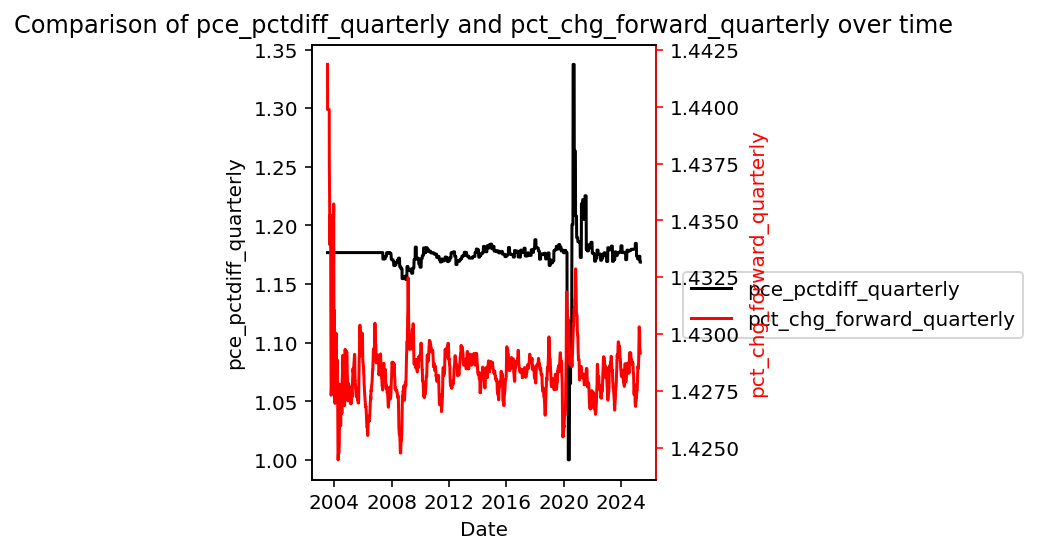 Comparison of pce_pctdiff_quarterly and pct_chg_forward_quarterly over time
pce_pctdiff_quarterly
1.35
1.30
1.25
1.20
1.15
1.10
1.05
1.00
1.4425
1.4400
1.4375
1.4350
1.4325
1.4300
1.4275
1.4250
pct_chg_forward_quarterly
pce_pctdiff_quarterly
pct_chg_forward_quarterly
2004 2008 2012 2016 2020 2024
Date